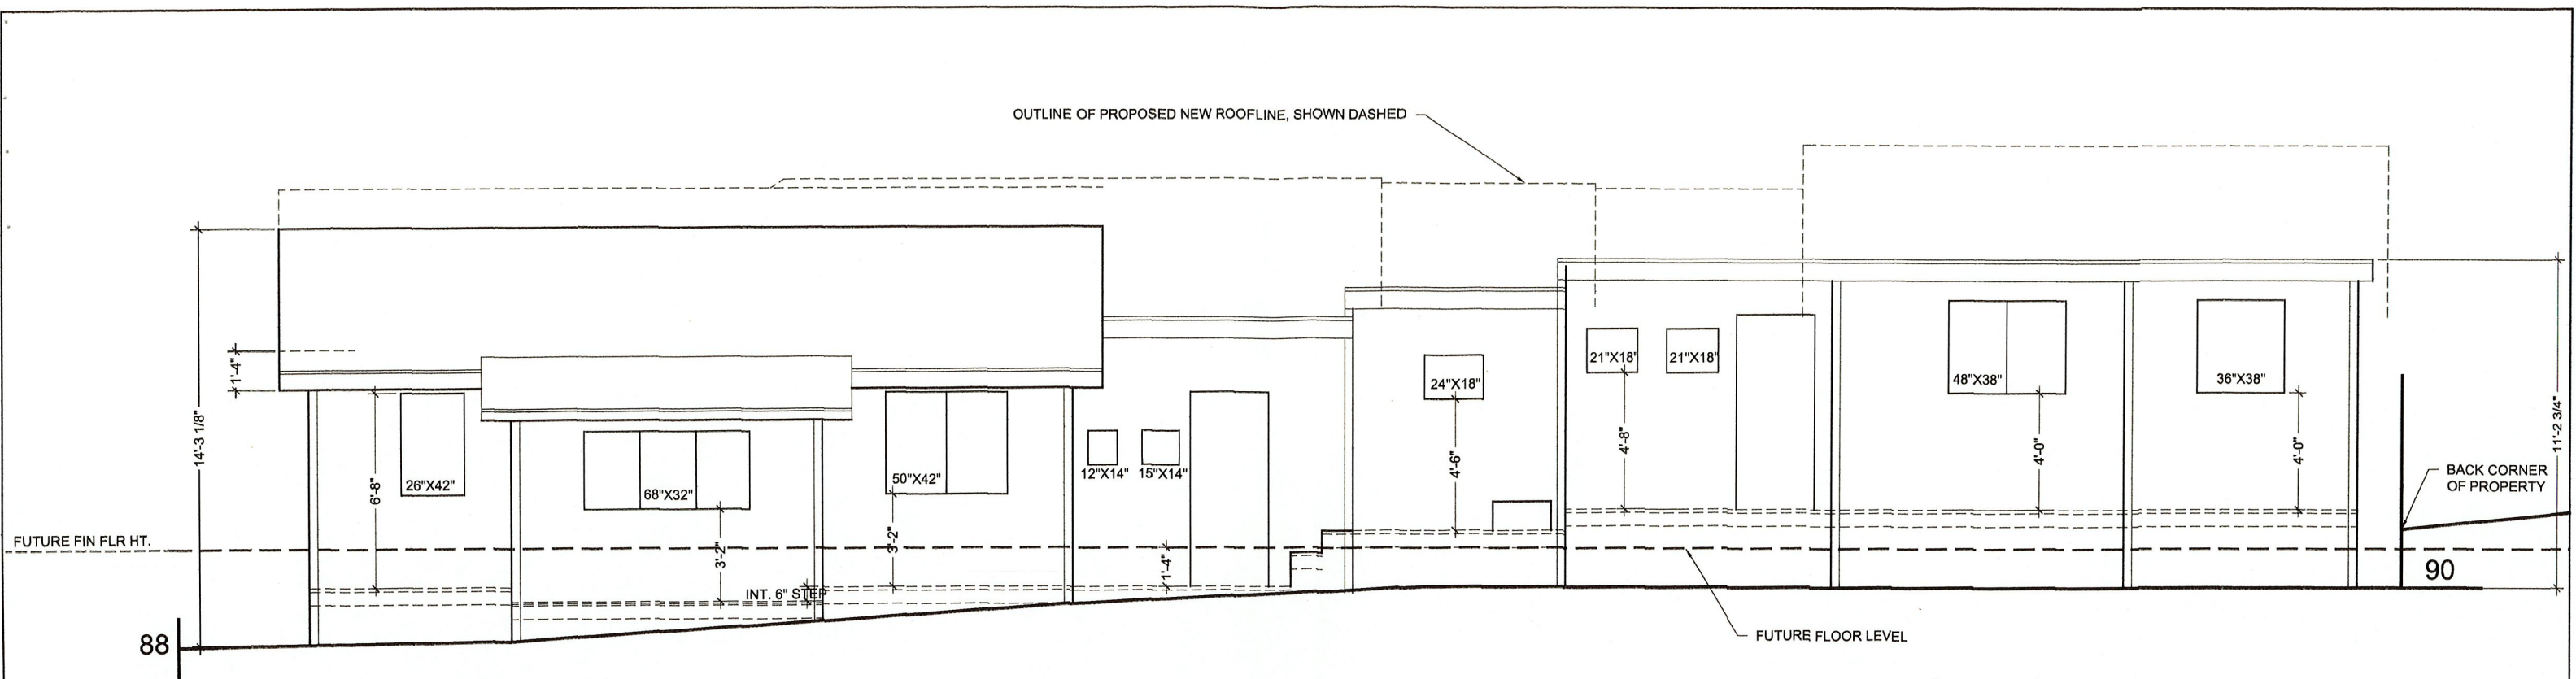 OUTLINE OF PROPOSED NEW ROOFLINE, SHOWN DASHED
14'-3 1/8"
1'-4"
6'-8"
26"X42"
68"X32"
3'-2"
INT. 6" STEP
50"X42"
3'-2"
12"X14"
15"X14"
1'-4"
24"X18"
4'-6"
21"X18"
21"X18"
4'-8"
48"X38"
4'-0"
36"X38"
4'-0"
11'-2 3/4"
BACK CORNER
OF PROPERTY
FUTURE FIN FLR HT.
90
88
FUTURE FLOOR LEVEL